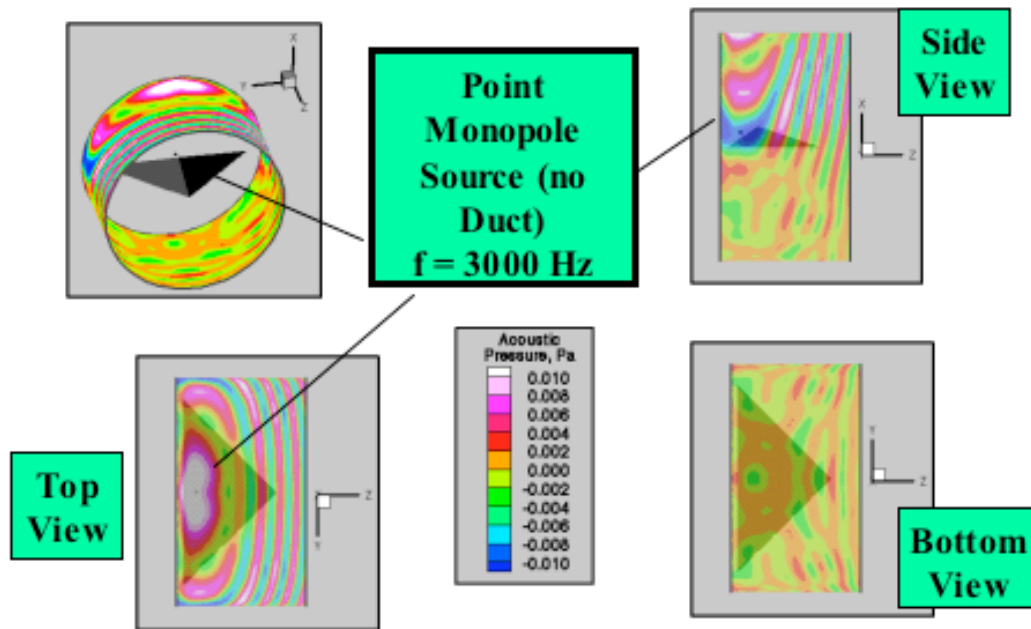 X
Y
Z
Point
Monopole
Source (no
Duct)
f = 3000 Hz
Side
View
X
Z
Top
View
Z
Y
Acoustic
Pressure, Pa
0.010
0.008
0.006
0.004
0.002
0.000
-0.002
-0.004
-0.006
-0.008
-0.010
Y
Z
Bottom
View